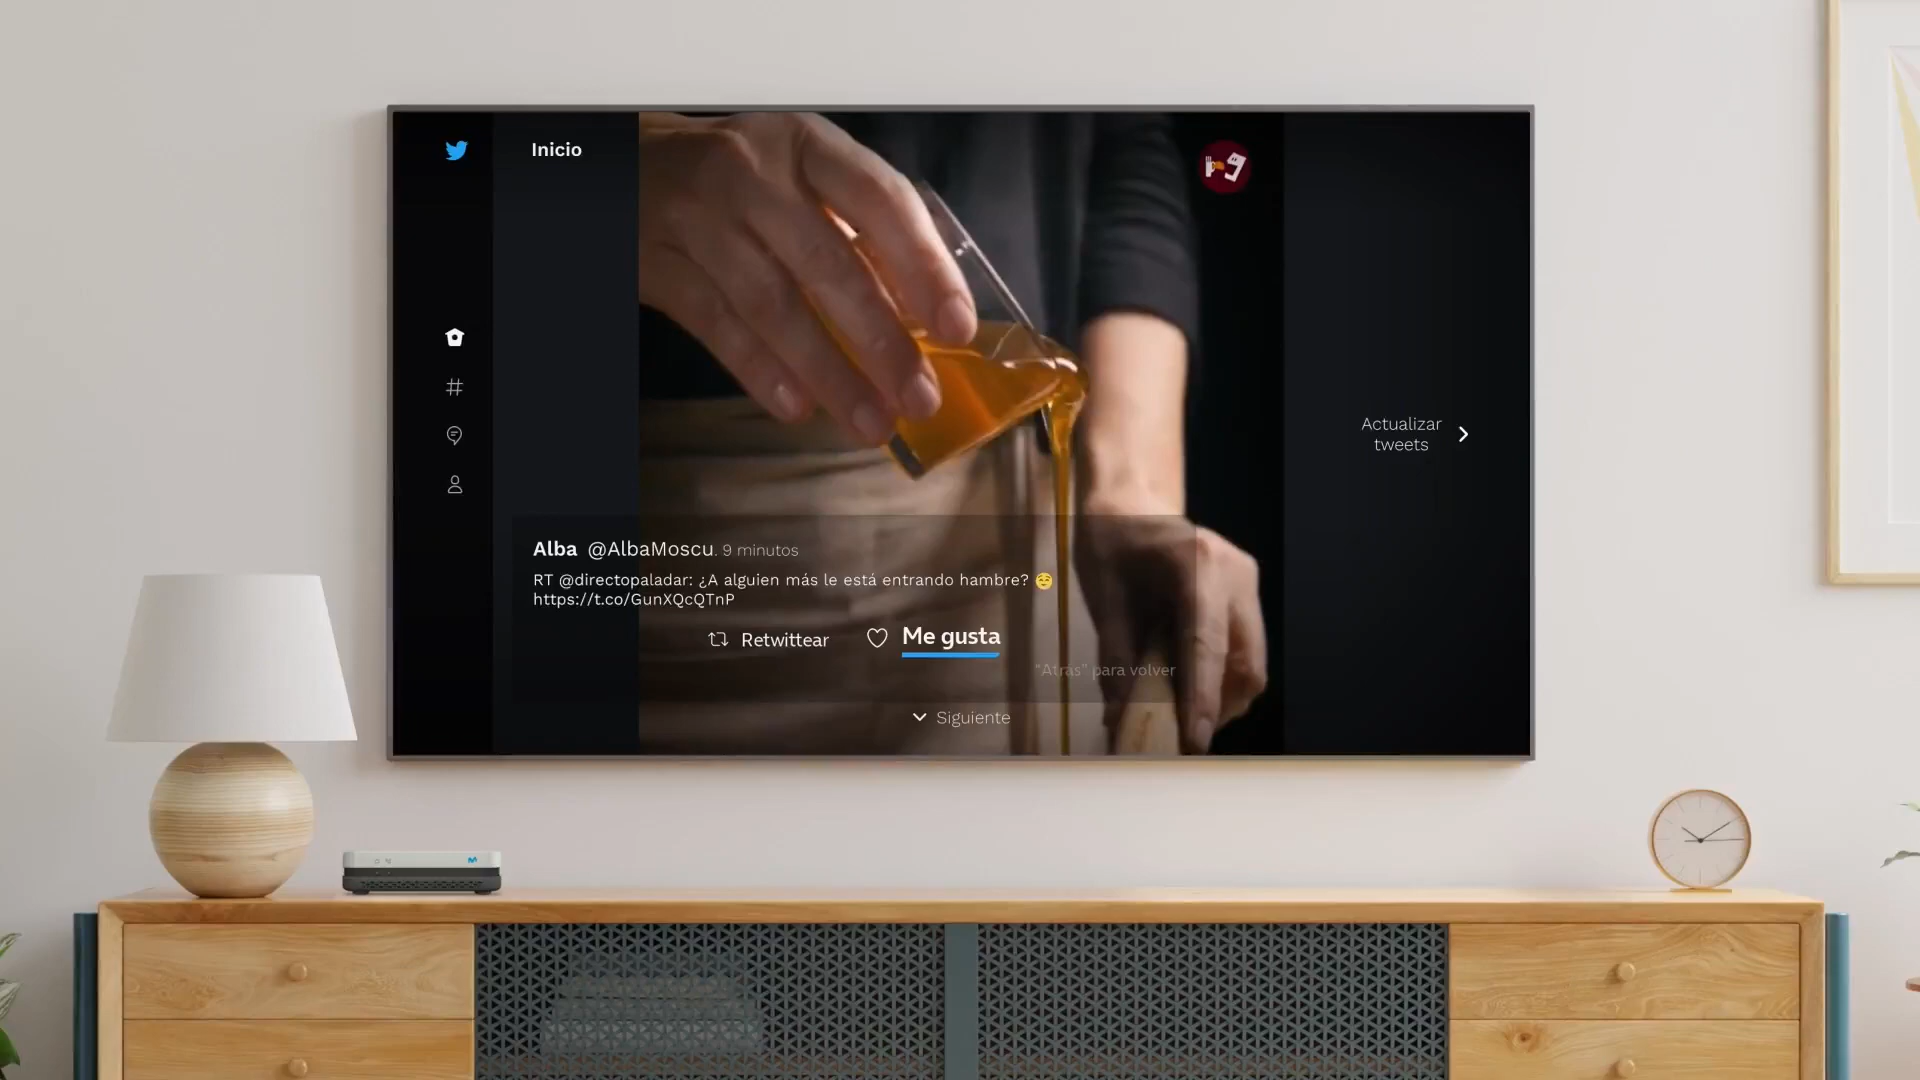 Inicio
Actualizar
tweets
Alba @AlbaMoscu. 9 minutos
RT @directopaladar: ¿A alguien más le está entrando hambre? ☺️
https://t.co/GunXQcQTnP
Retwittear Me gusta
"Atrás" para volver
Siguiente